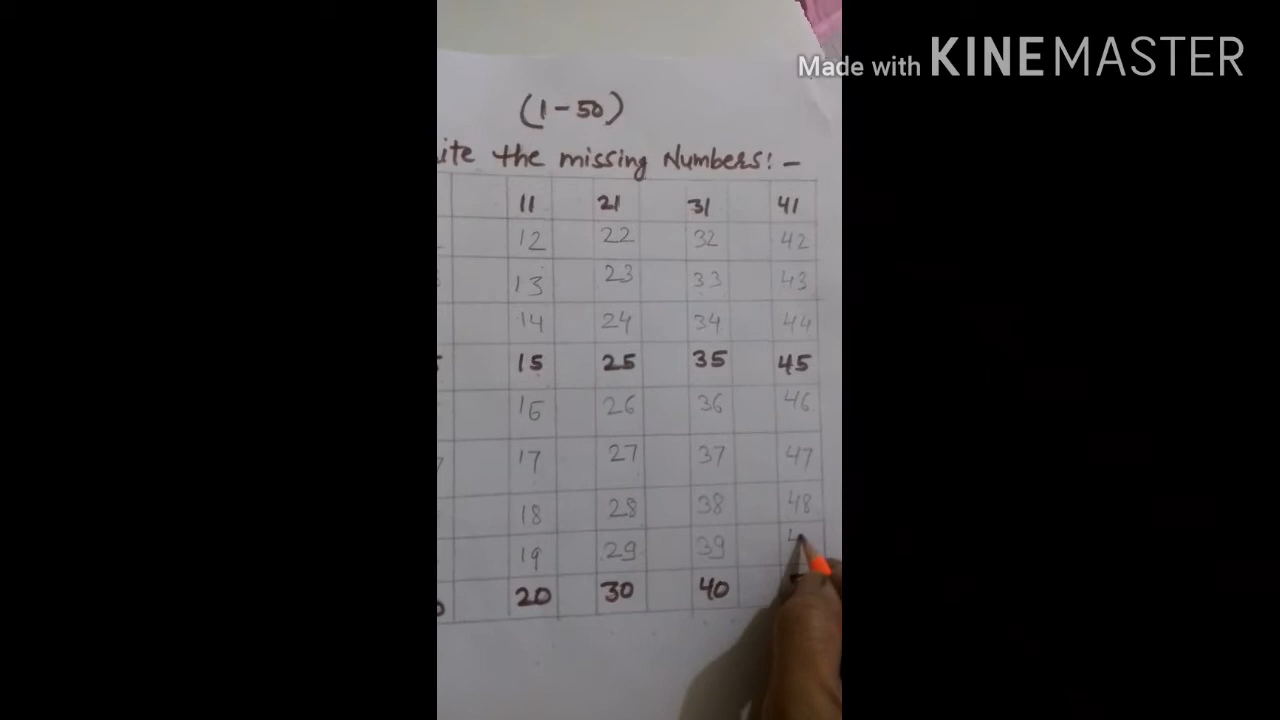 Made with KINEMASTER
(1-50)
ite the missing Numbers:-
11 21 31 41
12 22 32 42
13 23 33 43
14 24 34 44
15 25 35 45
16 26 36 46
17 27 37 47
18 28 38 48
19 29 39 4
20 30 40